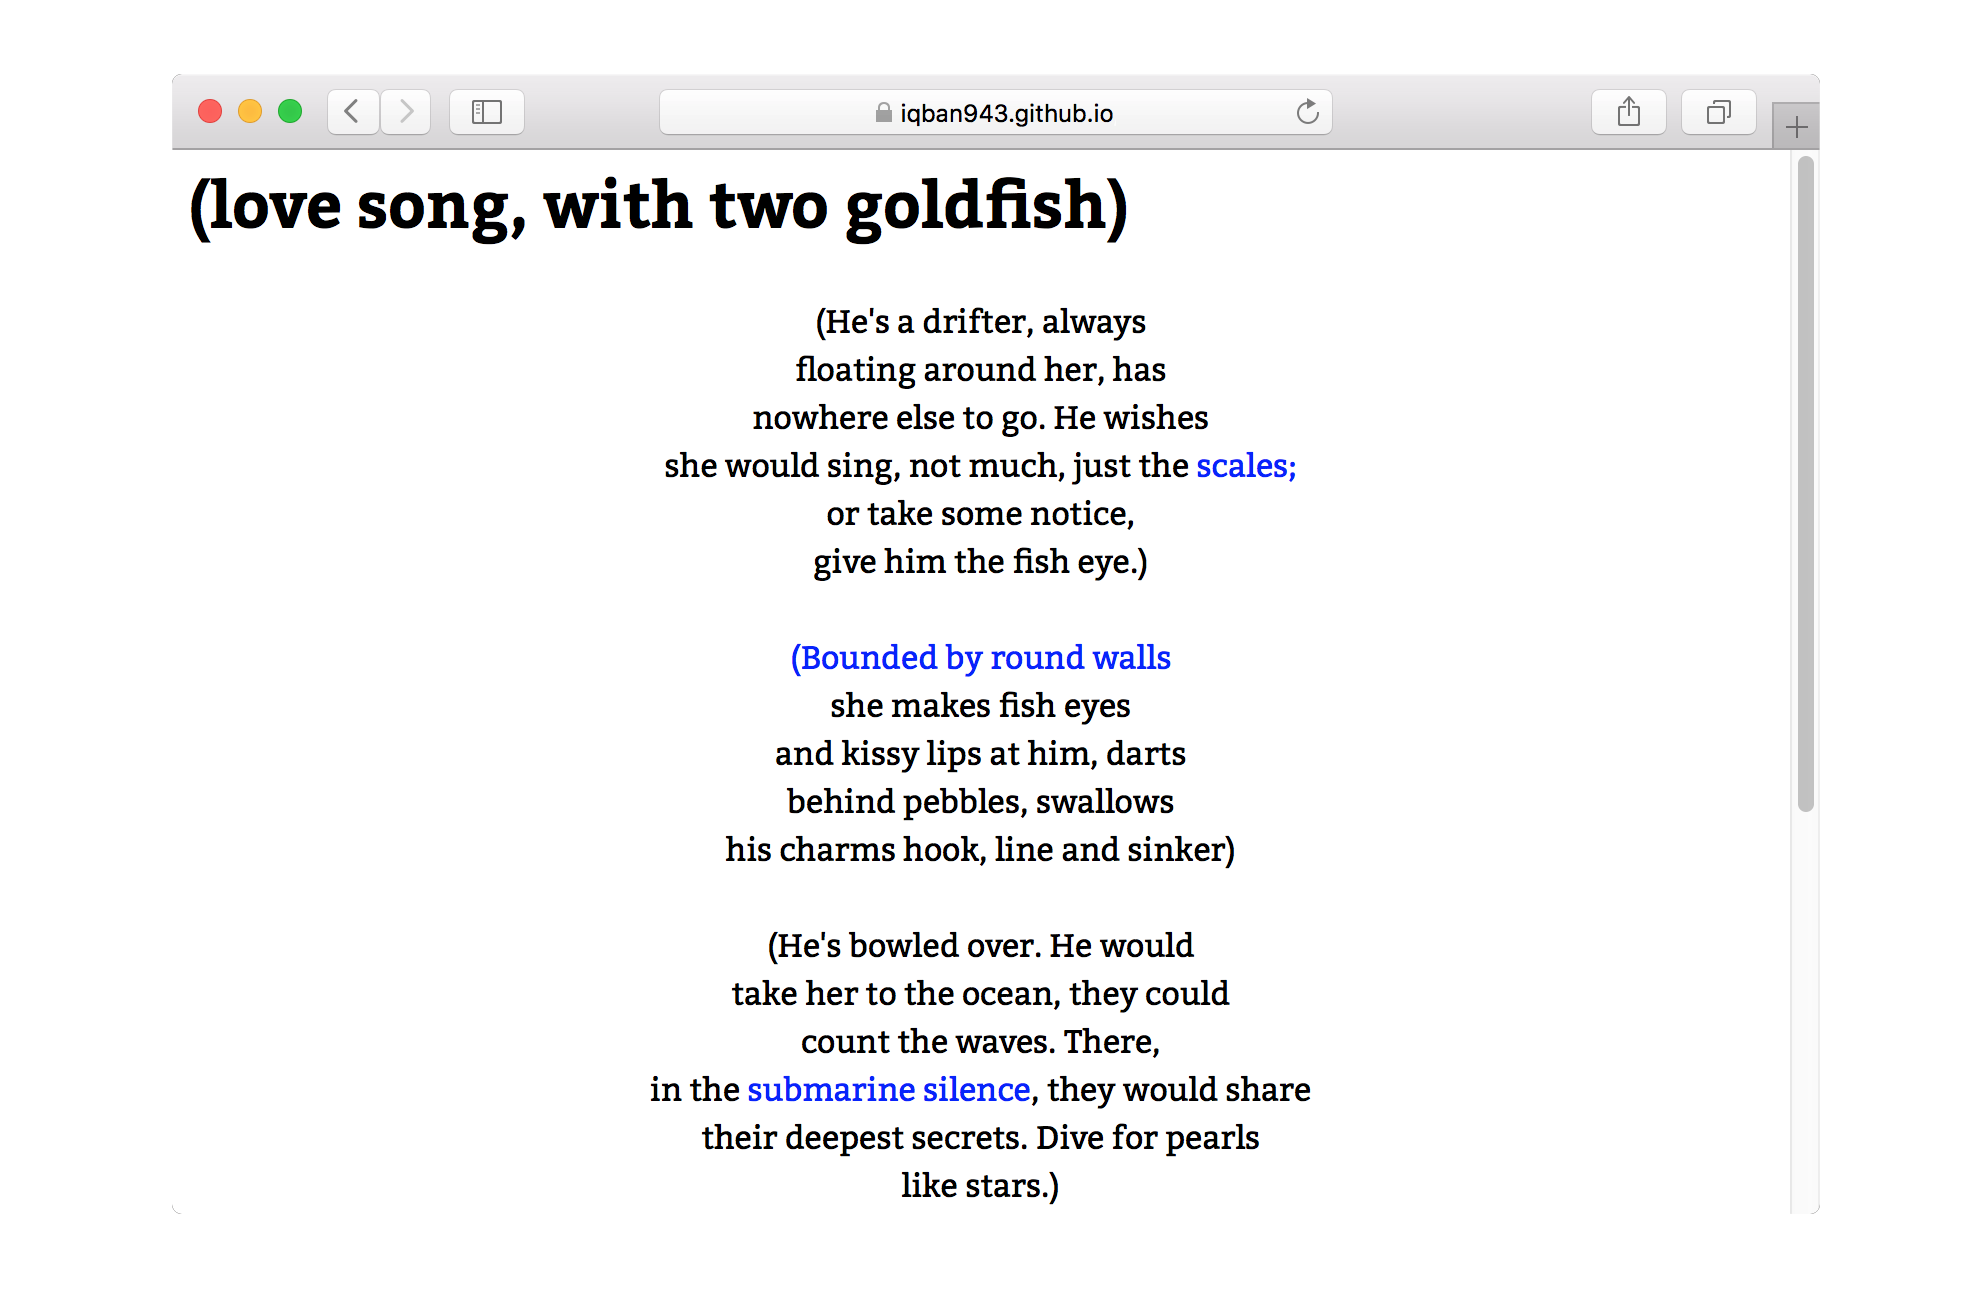 iqban943.github.io
(love song, with two goldfish)
(He's a drifter, always
floating around her, has
nowhere else to go. He wishes
she would sing, not much, just the scales;
or take some notice,
give him the fish eye.)
(Bounded by round walls
she makes fish eyes
and kissy lips at him, darts
behind pebbles, swallows
his charms hook, line and sinker)
(He's bowled over. He would
take her to the ocean, they could
count the waves. There,
in the submarine silence, they would share
their deepest secrets. Dive for pearls
like stars.)